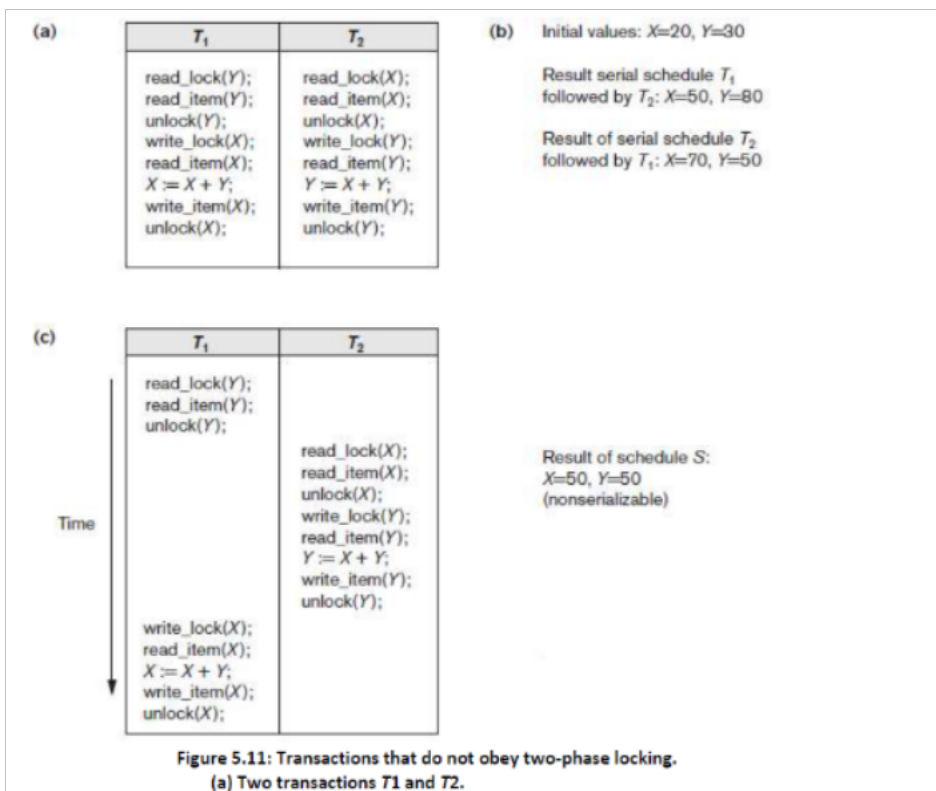 (a)
T1 T2
read_lock(Y); read_lock(X);
read_item(Y); read_item(X);
unlock(Y); unlock(X);
write_lock(X); write_lock(Y);
read_item(X); read_item(Y);
X := X + Y; Y := X + Y;
write_item(X); write_item(Y);
unlock(X); unlock(Y);
(b) Initial values: X=20, Y=30
Result serial schedule T1
followed by T2: X=50, Y=80
Result of serial schedule T2
followed by T1: X=70, Y=50
(c)
T1 T2
read_lock(Y);
read_item(Y);
unlock(Y);
read_lock(X);
read_item(X);
unlock(X);
write_lock(Y);
read_item(Y);
Y := X + Y;
write_item(Y);
unlock(Y);
write_lock(X);
read_item(X);
X := X + Y;
write_item(X);
unlock(X);
Time
Result of schedule S:
X=50, Y=50
(nonserializable)
Figure 5.11: Transactions that do not obey two-phase locking.
(a) Two transactions T1 and T2.